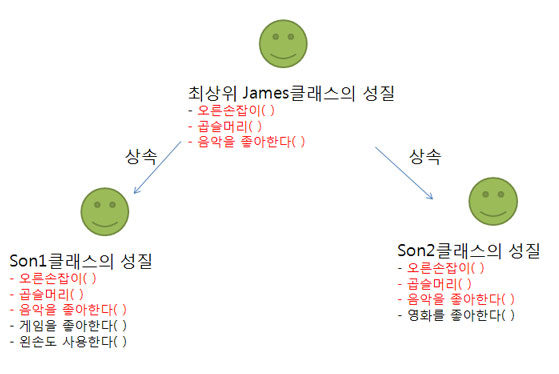 최상위 James클래스의 성질
- 오른손잡이( )
- 곱슬머리( )
- 음악을 좋아한다( )
상속
상속
Son1클래스의 성질
- 오른손잡이( )
- 곱슬머리( )
- 음악을 좋아한다( )
- 게임을 좋아한다( )
- 왼손도 사용한다( )
Son2클래스의 성질
- 오른손잡이( )
- 곱슬머리( )
- 음악을 좋아한다( )
- 영화를 좋아한다( )